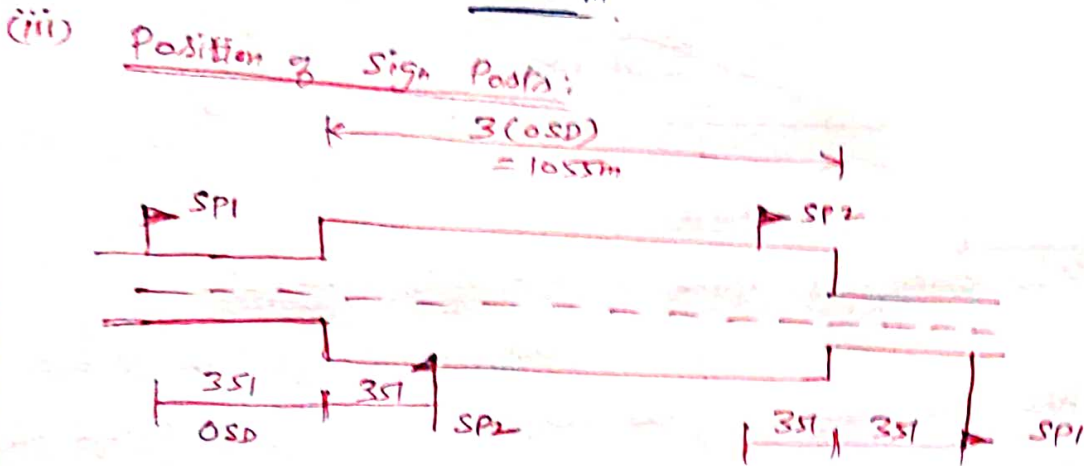 (iii) Position of Sign Posts:
3(OSD)
= 1055m
SP1
SP2
351
351
OSD
SP2
351
351
SP1